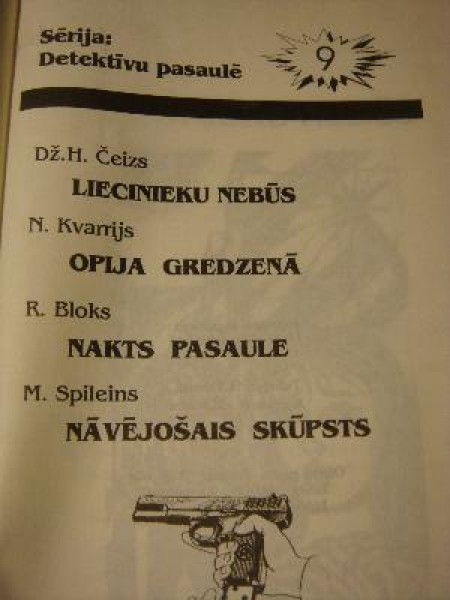 Sērija:
Detektīvu pasaulē
9
Dž.H. Čeizs
LIECINIEKU NEBŪS
N. Kvarrijs
OPIJA GREDZENĀ
R. Bloks
NAKTS PASAULE
M. Spileins
NĀVĒJOŠAIS SKŪPSTS